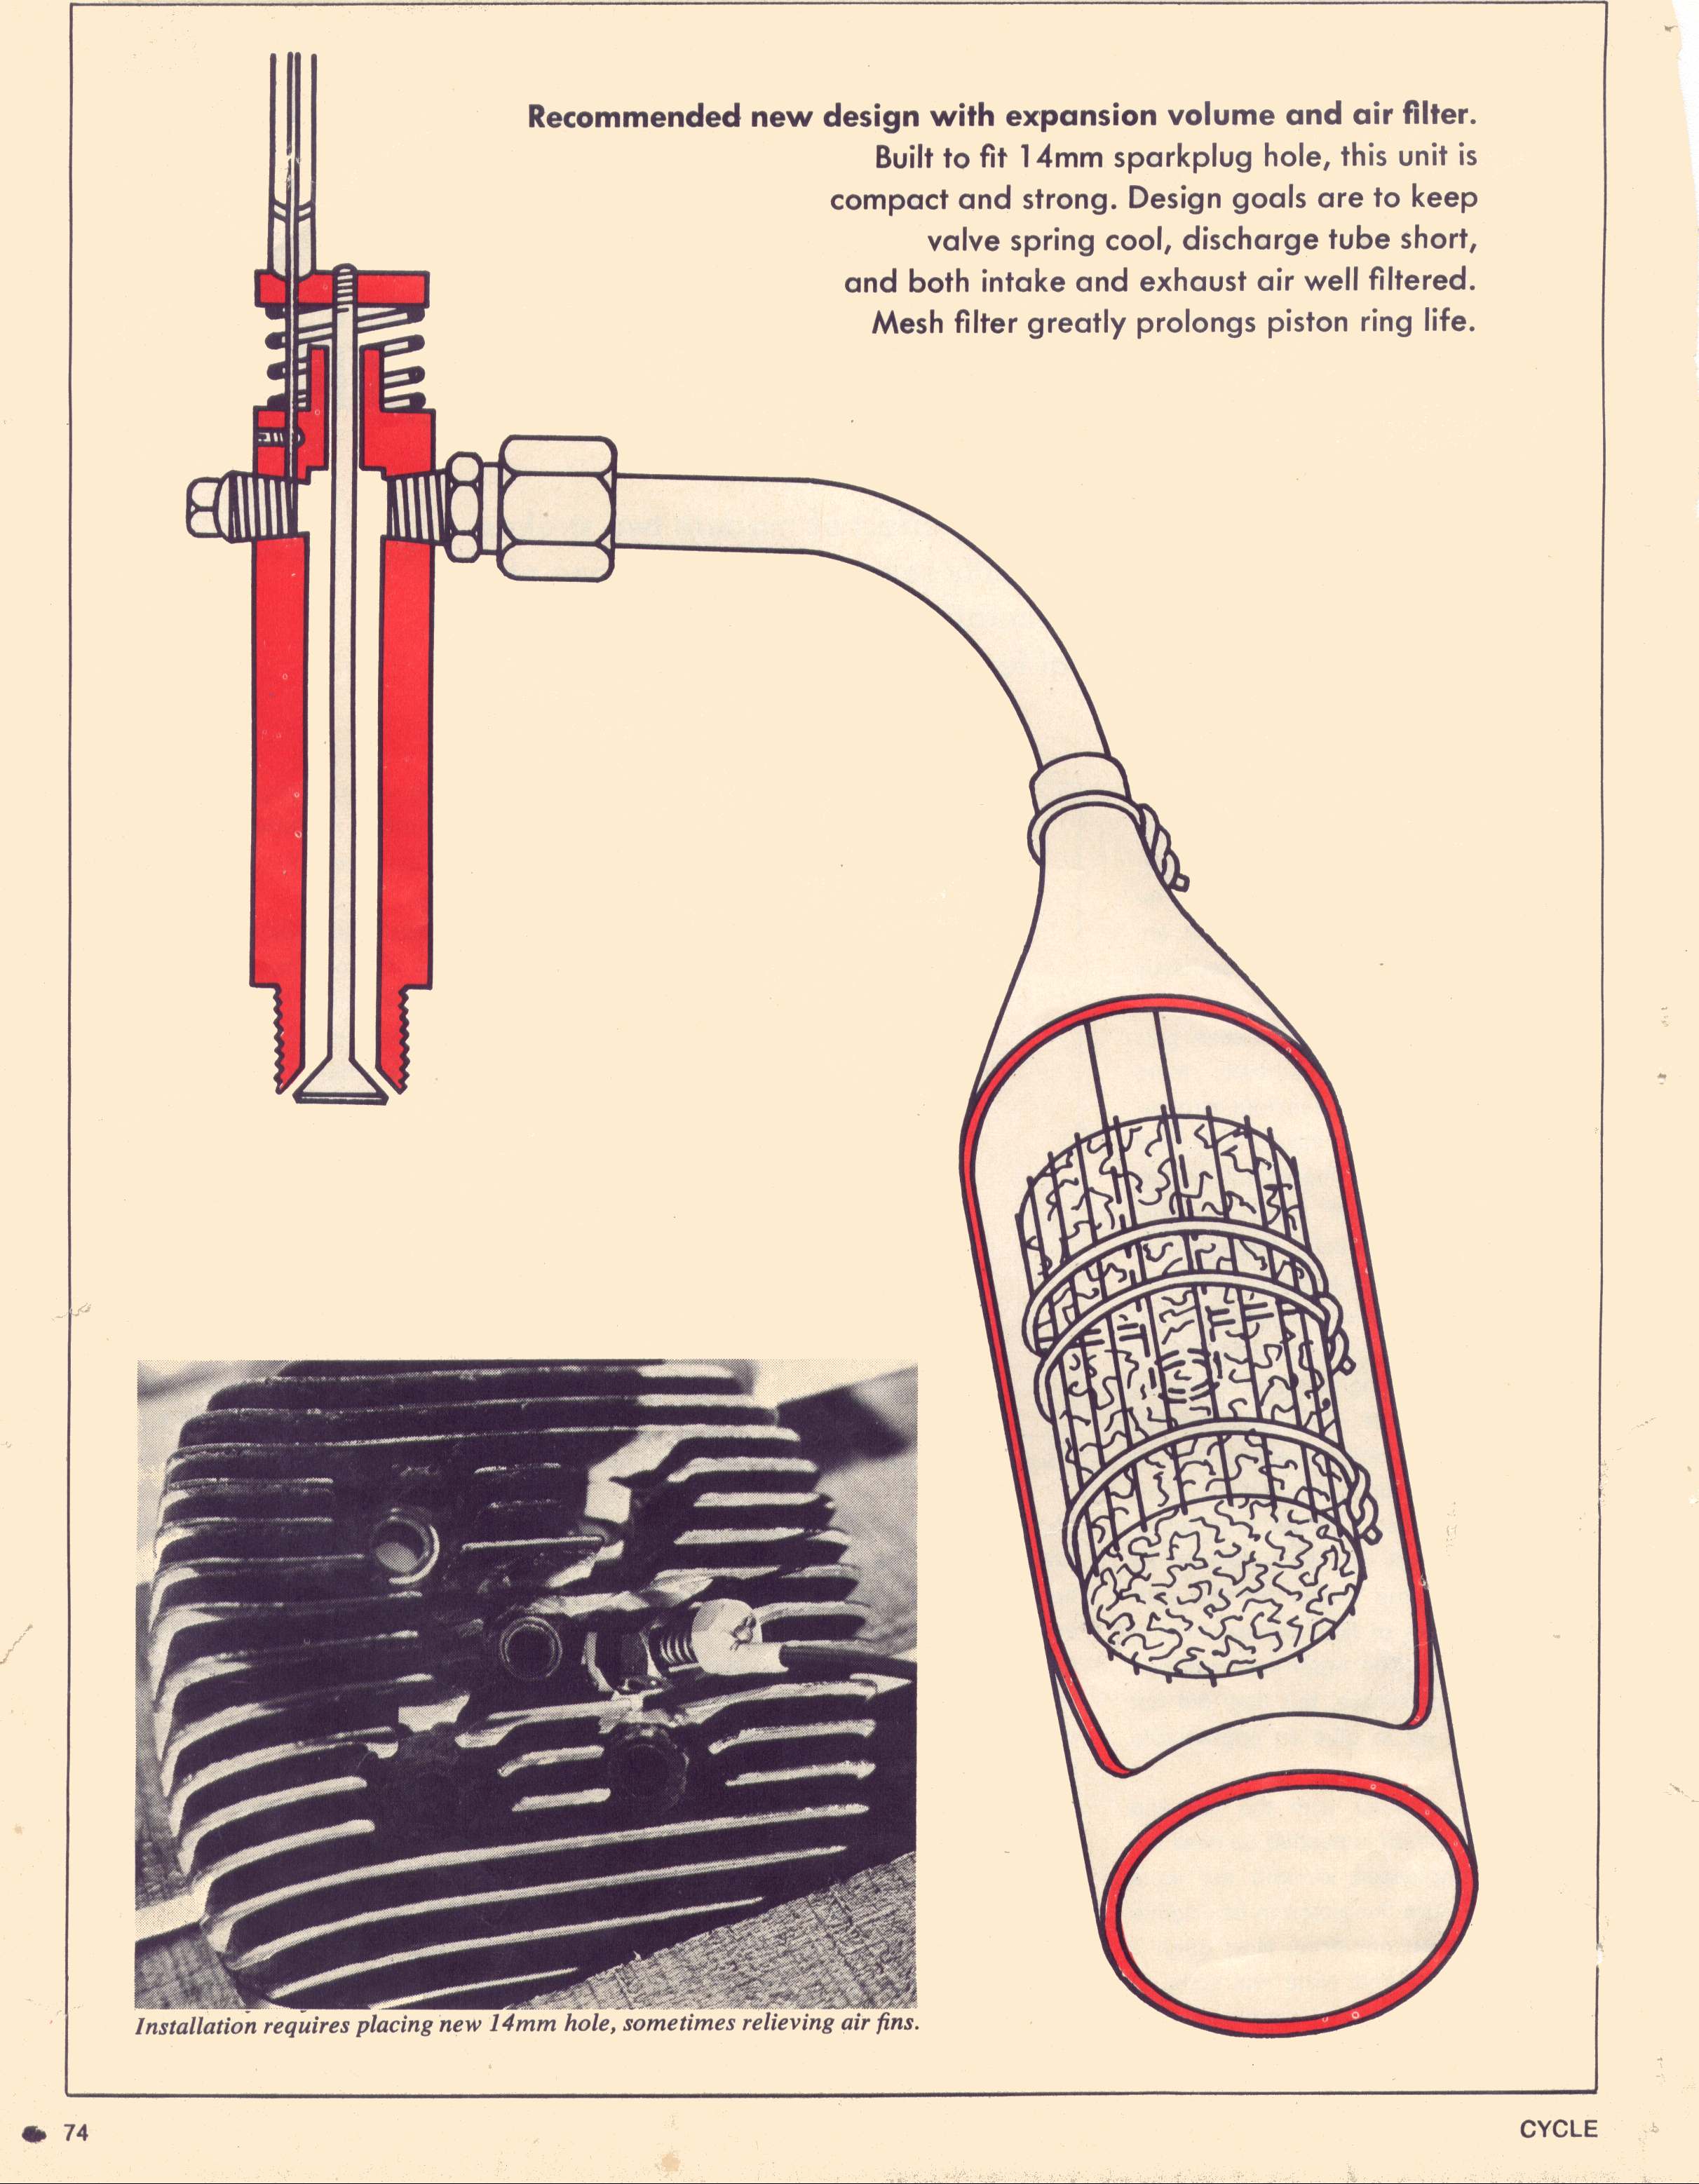 Recommended new design with expansion volume and air filter.
Built to fit 14mm sparkplug hole, this unit is
compact and strong. Design goals are to keep
valve spring cool, discharge tube short,
and both intake and exhaust air well filtered.
Mesh filter greatly prolongs piston ring life.
Installation requires placing new 14mm hole, sometimes relieving air fins.
74
CYCLE